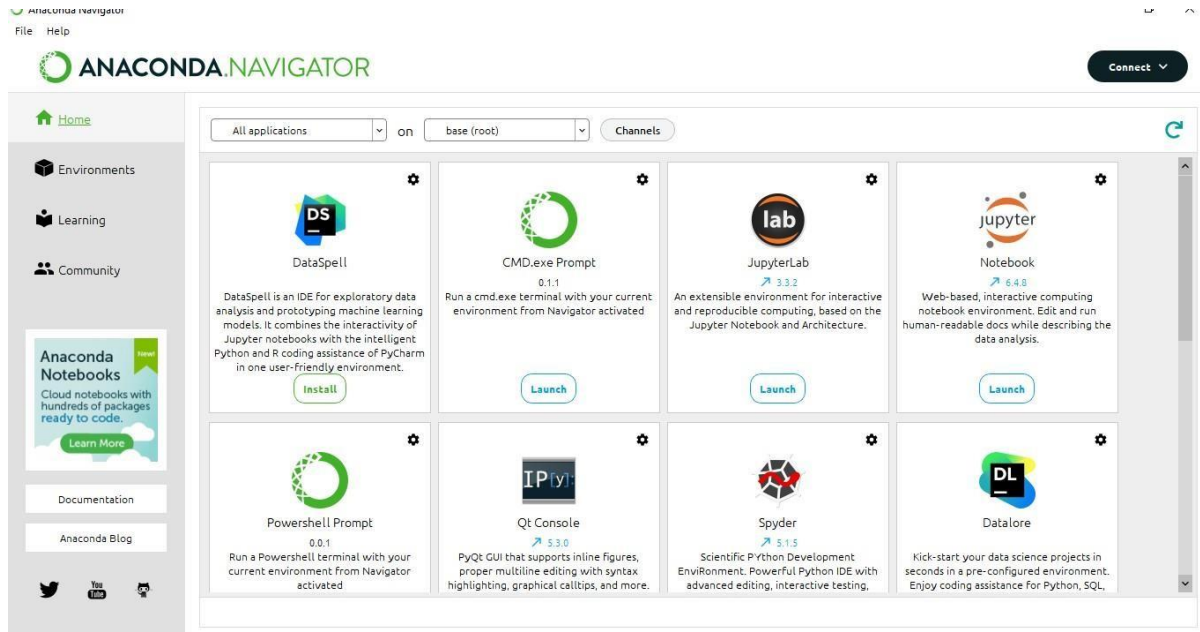 Anaconda Navigator
File Help
ANACONDA.NAVIGATOR
Connect
Home
Environments
Learning
Community
Anaconda Notebooks
New!
Cloud notebooks with
hundreds of packages
ready to code.
Learn More
Documentation
Anaconda Blog
You
Tube
All applications on base (root) Channels
DS
DataSpell
DataSpell is an IDE for exploratory data
analysis and prototyping machine learning
models. It combines the interactivity of
Jupyter notebooks with the intelligent
Python and R coding assistance of PyCharm
in one user-friendly environment.
Install
CMD.exe Prompt
0.1.1
Run a cmd.exe terminal with your current
environment from Navigator activated
Launch
lab
JupyterLab
3.3.2
An extensible environment for interactive
and reproducible computing, based on the
Jupyter Notebook and Architecture.
Launch
jupyter
Notebook
6.4.8
Web-based, interactive computing
notebook environment. Edit and run
human-readable docs while describing the
data analysis.
Launch
Powershell Prompt
0.0.1
Run a Powershell terminal with your
current environment from Navigator
activated
IP[y]:
Qt Console
5.3.0
PyQt GUI that supports inline figures,
proper multiline editing with syntax
highlighting, graphical calltips, and more.
Spyder
5.1.5
Scientific PYthon Development
EnviRonment. Powerful Python IDE with
advanced editing, interactive testing,
DL
Datalore
Kick-start your data science projects in
seconds in a pre-configured environment.
Enjoy coding assistance for Python, SQL,